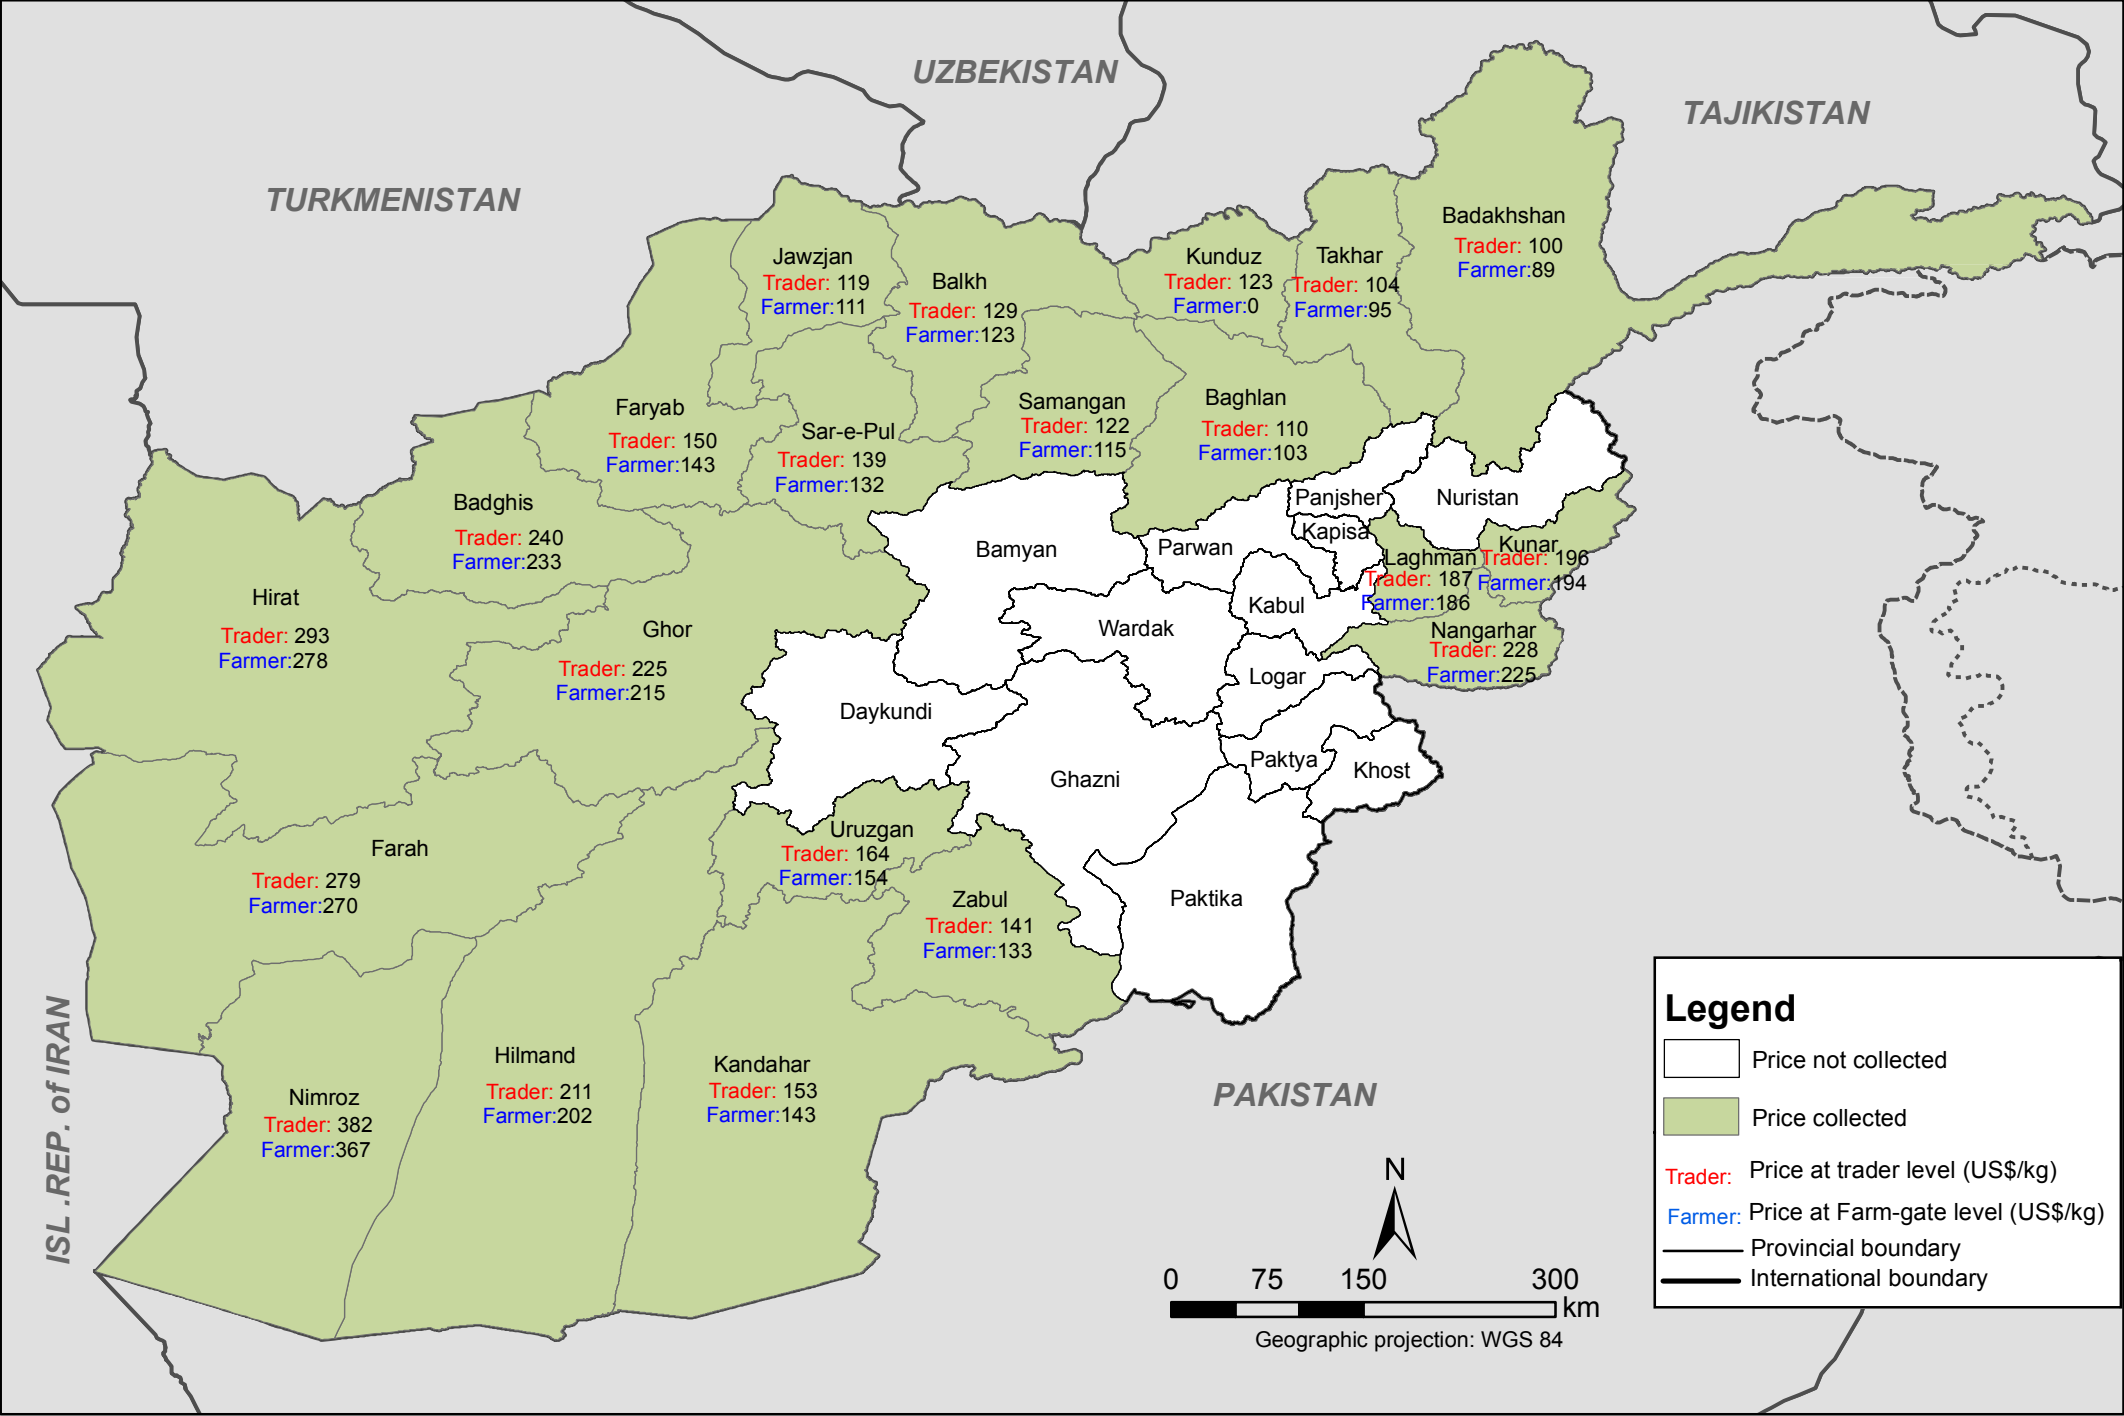 UZBEKISTAN
TAJIKISTAN
TURKMENISTAN
Badakhshan
Trader: 100
Farmer:89
Jawzjan
Trader: 119
Farmer:111
Balkh
Trader: 129
Farmer:123
Kunduz
Trader: 123
Farmer:0
Takhar
Trader: 104
Farmer:95
Faryab
Trader: 150
Farmer:143
Sar-e-Pul
Trader: 139
Farmer:132
Samangan
Trader: 122
Farmer:115
Baghlan
Trader: 110
Farmer:103
Badghis
Trader: 240
Farmer:233
Panjsher
Nuristan
Kapisa
Parwan
Bamyan
Laghman
Trader: 187
Farmer:186
Kunar
Trader: 196
Farmer:194
Hirat
Trader: 293
Farmer:278
Ghor
Trader: 225
Farmer:215
Kabul
Wardak
Nangarhar
Trader: 228
Farmer:225
Logar
Daykundi
Ghazni
Paktya
Khost
Farah
Trader: 279
Farmer:270
Uruzgan
Trader: 164
Farmer:154
Zabul
Trader: 141
Farmer:133
Paktika
ISL .REP. of IRAN
Nimroz
Trader: 382
Farmer:367
Hilmand
Trader: 211
Farmer:202
Kandahar
Trader: 153
Farmer:143
PAKISTAN
N
0 75 150 300
km
Geographic projection: WGS 84
Legend
Price not collected
Price collected
Trader: Price at trader level (US$/kg)
Farmer: Price at Farm-gate level (US$/kg)
Provincial boundary
International boundary